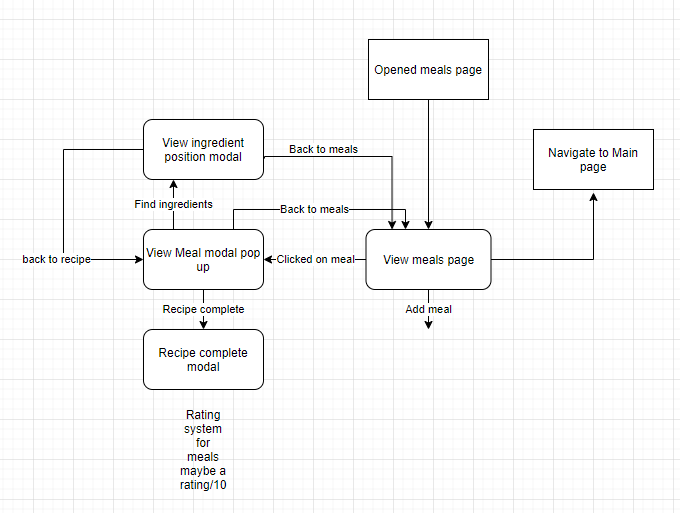 Opened meals page
View ingredient
position modal
Back to meals
Navigate to Main
page
Find ingredients
Back to meals
back to recipe
View Meal modal pop
up
Clicked on meal
View meals page
Recipe complete
Add meal
Recipe complete
modal
Rating
system
for
meals
maybe a
rating/10